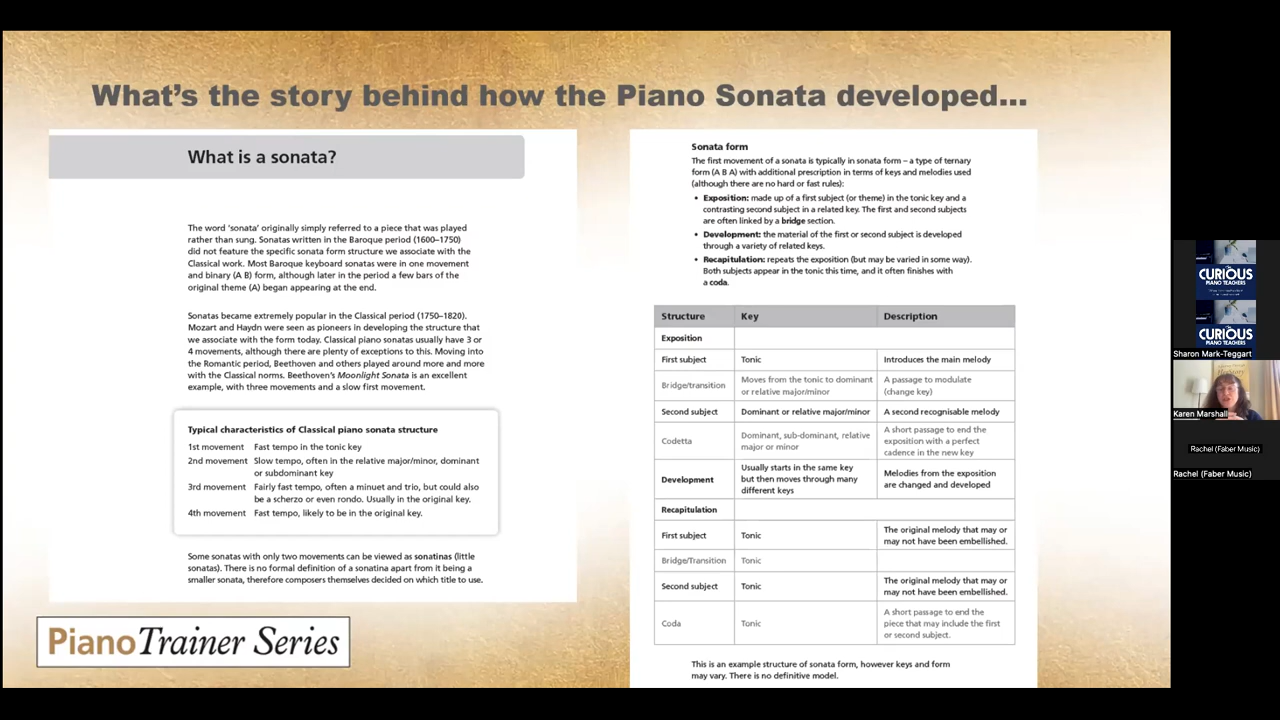 What's the story behind how the Piano Sonata developed...
What is a sonata?
The word 'sonata' originally simply referred to a piece that was played
rather than sung. Sonatas written in the Baroque period (1600–1750)
did not feature the specific sonata form structure we associate with the
Classical work. Most Baroque keyboard sonatas were in one movement
and binary (A B) form, although later in the period a few bars of the
original theme (A) began appearing at the end.
Sonatas became extremely popular in the Classical period (1750–1820).
Mozart and Haydn were seen as pioneers in developing the structure that
we associate with the form today. Classical piano sonatas usually have 3 or
4 movements, although there are plenty of exceptions to this. Moving into
the Romantic period, Beethoven and others played around more and more
with the Classical norms. Beethoven's Moonlight Sonata is an excellent
example, with three movements and a slow first movement.
Typical characteristics of Classical piano sonata structure
1st movement Fast tempo in the tonic key
2nd movement Slow tempo, often in the relative major/minor, dominant
or subdominant key
3rd movement Fairly fast tempo, often a minuet and trio, but could also
be a scherzo or even rondo. Usually in the original key.
4th movement Fast tempo, likely to be in the original key.
Some sonatas with only two movements can be viewed as sonatinas (little
sonatas). There is no formal definition of a sonatina apart from it being a
smaller sonata, therefore composers themselves decided on which title to use.
PianoTrainer Series
Sonata form
The first movement of a sonata is typically in sonata form – a type of ternary
form (A B A) with additional prescription in terms of keys and melodies used
(although there are no hard or fast rules):
• Exposition: made up of a first subject (or theme) in the tonic key and a
contrasting second subject in a related key. The first and second subjects
are often linked by a bridge section.
• Development: the material of the first or second subject is developed
through a variety of related keys.
• Recapitulation: repeats the exposition (but may be varied in some way).
Both subjects appear in the tonic this time, and it often finishes with
a coda.
Structure Key Description
Exposition
First subject Tonic Introduces the main melody
Bridge/transition Moves from the tonic to dominant or relative major/minor A passage to modulate (change key)
Second subject Dominant or relative major/minor A second recognisable melody
Codetta Dominant, sub-dominant, relative major or minor A short passage to end the exposition with a perfect cadence in the new key
Development Usually starts in the same key but then moves through many different keys Melodies from the exposition are changed and developed
Recapitulation
First subject Tonic The original melody that may or may not have been embellished.
Bridge/Transition Tonic
Second subject Tonic The original melody that may or may not have been embellished.
Coda Tonic A short passage to end the piece that may include the first or second subject.
This is an example structure of sonata form, however keys and form
may vary. There is no definitive model.
CURIOUS
PIANO TEACHERS
CURIOUS
PIANO TEACHERS
Sharon Mark-Teggart
Karen Marshall
Rachel (Faber Music)
Rachel (Faber Music)